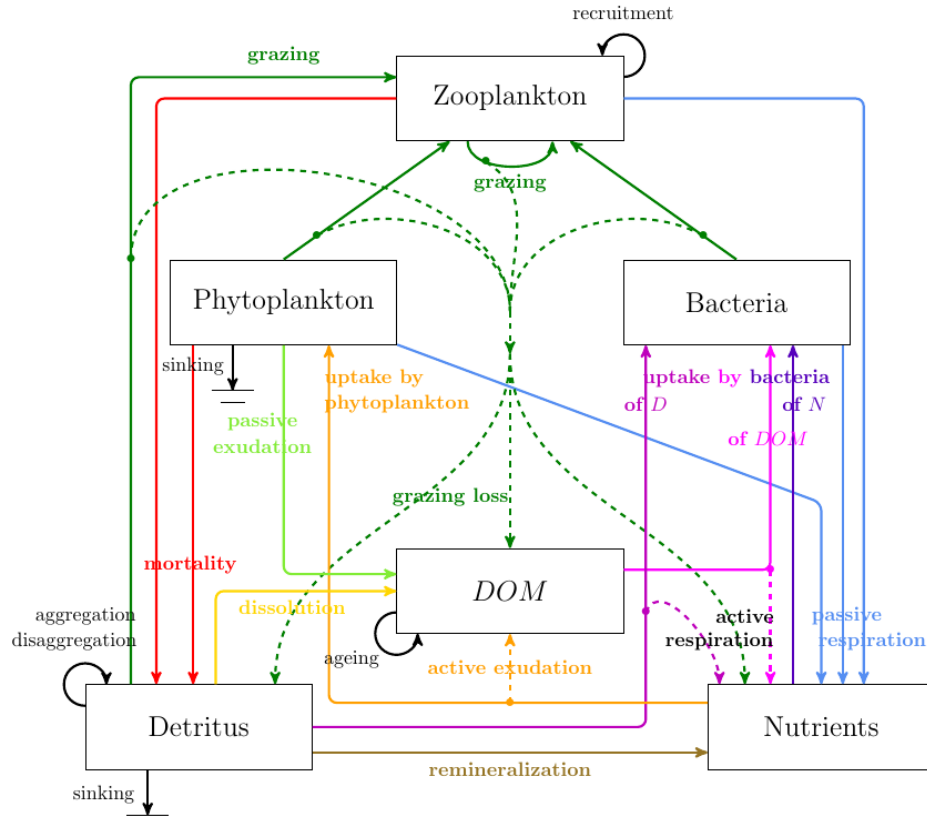 recruitment
grazing
Zooplankton
grazing
Phytoplankton
Bacteria
sinking
uptake by
phytoplankton
uptake by bacteria
of D
of N
passive
exudation
of DOM
grazing loss
mortality
DOM
dissolution
aggregation
disaggregation
active
respiration
passive
respiration
ageing
active exudation
Detritus
Nutrients
remineralization
sinking